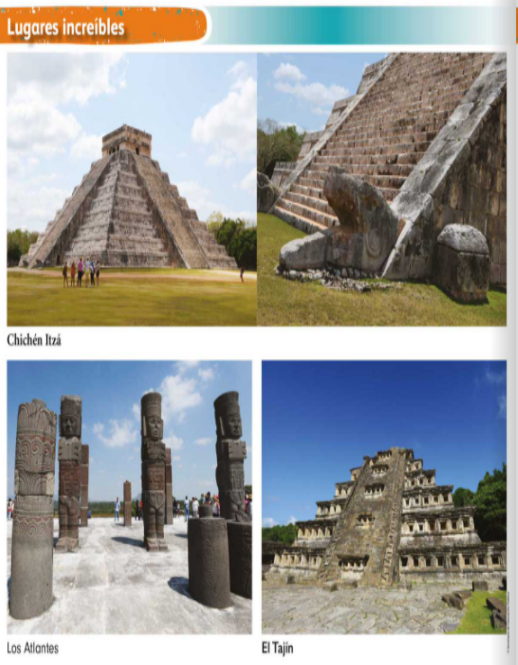 Lugares increíbles
Chichén Itzá
Los Atlantes
El Tajín